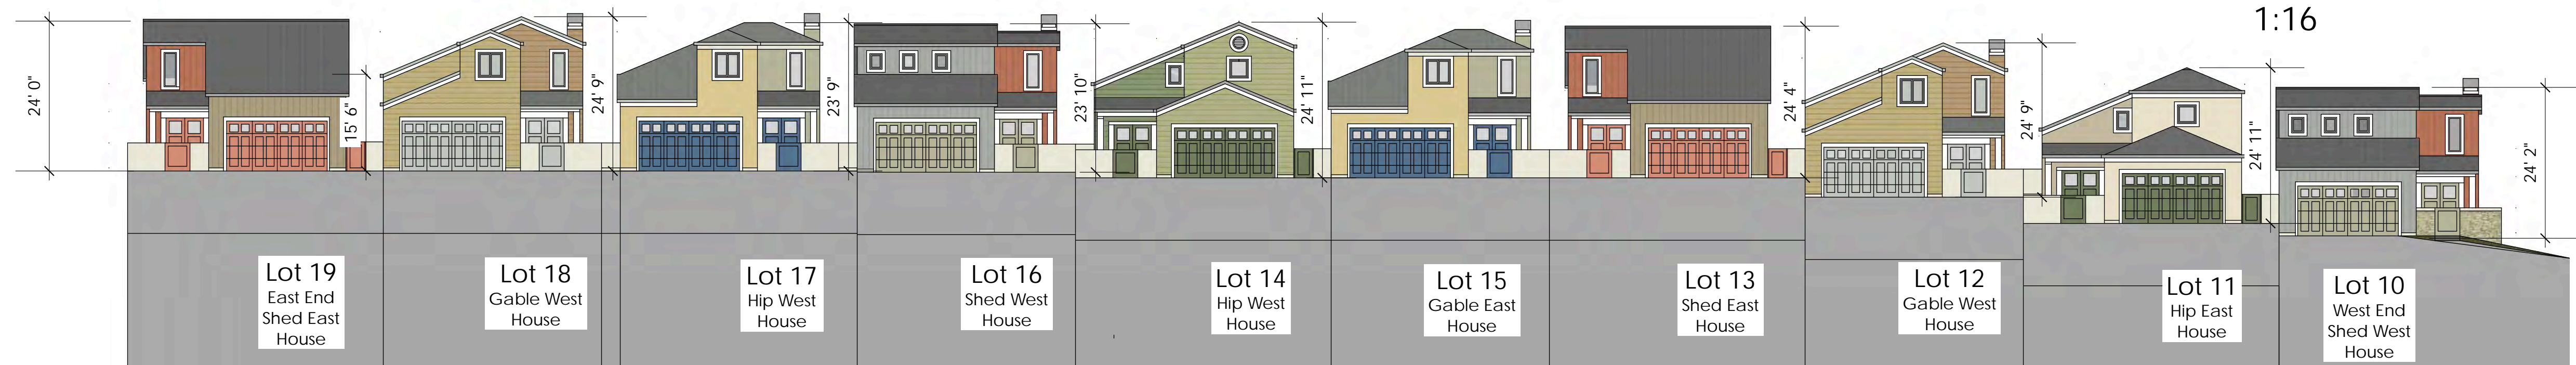 1:16
24' 0"
15' 6"
24' 9"
23' 9"
23' 10"
24' 11"
24' 4"
24' 9"
24' 11"
24' 2"
Lot 19
East End
Shed East
House
Lot 18
Gable West
House
Lot 17
Hip West
House
Lot 16
Shed West
House
Lot 14
Hip West
House
Lot 15
Gable East
House
Lot 13
Shed East
House
Lot 12
Gable West
House
Lot 11
Hip East
House
Lot 10
West End
Shed West
House